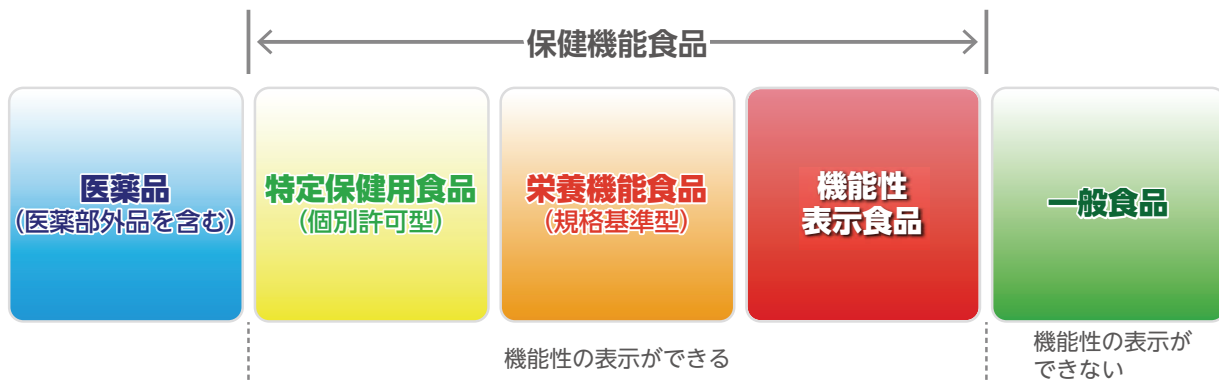 保健機能食品
医薬品
(医薬部外品を含む)
特定保健用食品
(個別許可型)
栄養機能食品
(規格基準型)
機能性
表示食品
一般食品
機能性の表示ができる
機能性の表示が
できない